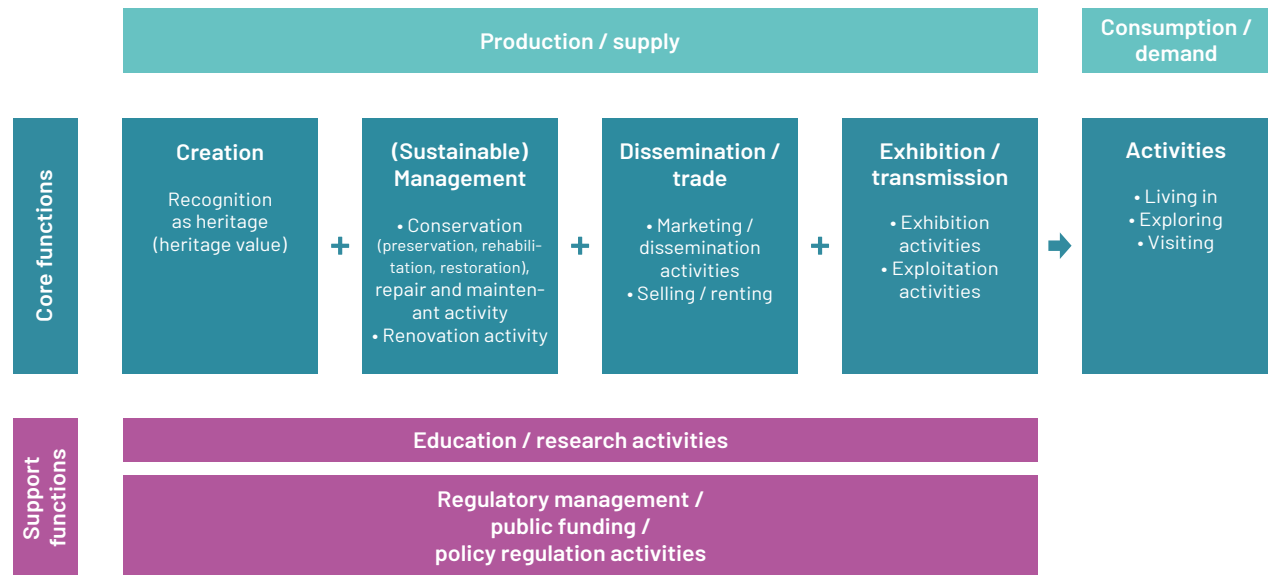 Production / supply
Consumption /
demand
Core functions
Creation
Recognition
as heritage
(heritage value)
+
(Sustainable)
Management
• Conservation
(preservation, rehabili-
tation, restoration),
repair and mainten-
ant activity
• Renovation activity
+
Dissemination /
trade
• Marketing /
dissemination
activities
• Selling / renting
+
Exhibition /
transmission
• Exhibition
activities
• Exploitation
activities
Activities
• Living in
• Exploring
• Visiting
Support
functions
Education / research activities
Regulatory management /
public funding /
policy regulation activities